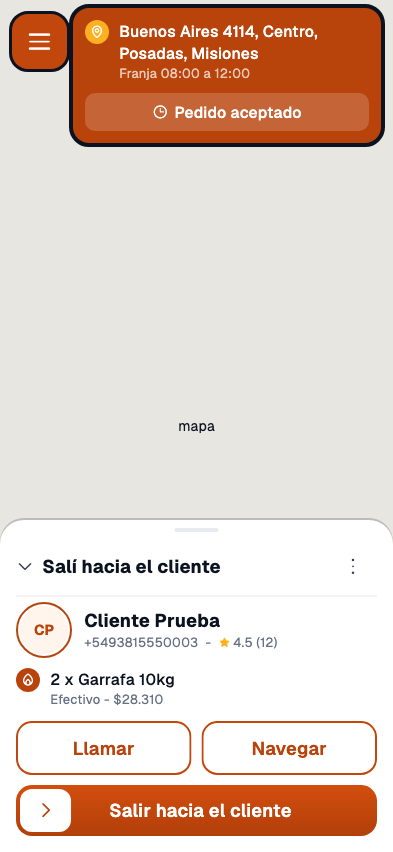 Buenos Aires 4114, Centro,
Posadas, Misiones
Franja 08:00 a 12:00
Pedido aceptado
mapa
Salí hacia el cliente
CP
Cliente Prueba
+5493815550003 - ★ 4.5 (12)
2 x Garrafa 10kg
Efectivo - $28.310
Llamar
Navegar
Salir hacia el cliente